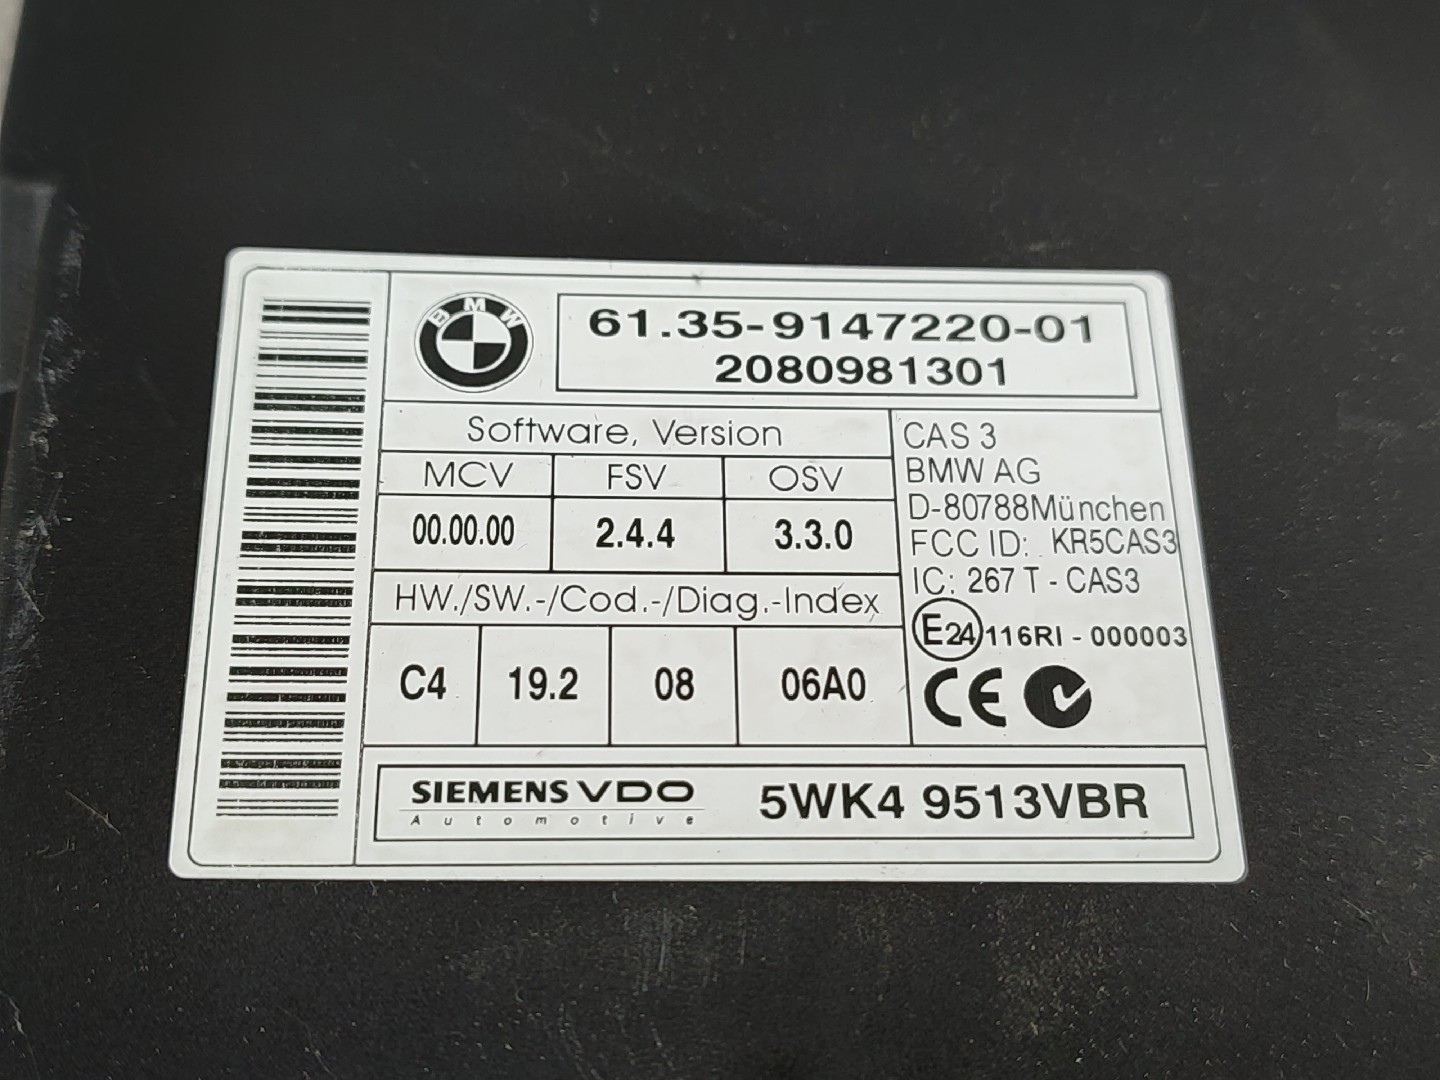 BMW
61.35-9147220-01
2080981301
Software, Version
MCV FSV OSV
00.00.00 2.4.4 3.3.0
HW./SW.-/Cod.-/Diag.-Index
C4 19.2 08 06A0
CAS 3
BMW AG
D-80788München
FCC ID: KR5CAS3
IC: 267 T - CAS3
E24 116RI - 000003
CE
SIEMENS VDO
Automotive
5WK4 9513VBR